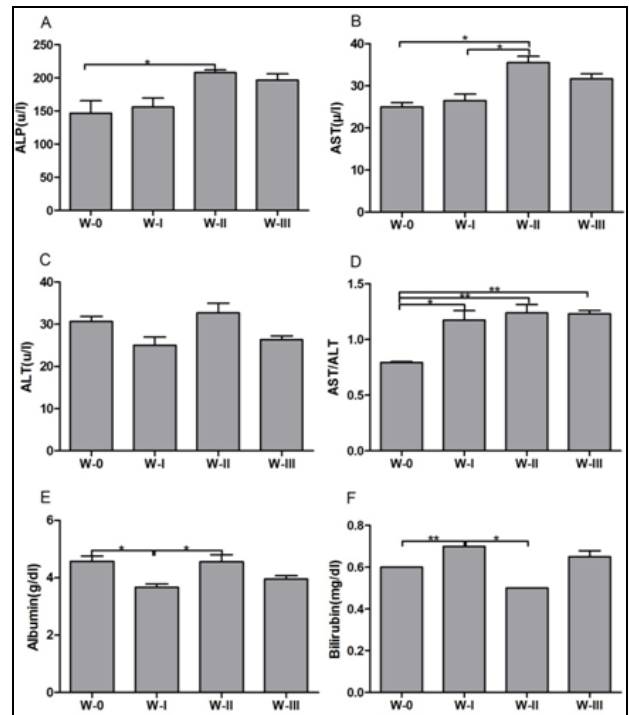 A
ALP(u/l)
250
200
150
100
50
0
*
W-0 W-I W-II W-III
B
AST(µ/l)
40
30
20
10
0
*
*
W-0 W-I W-II W-III
C
ALT(u/l)
40
30
20
10
0
W-0 W-I W-II W-III
D
AST/ALT
1.5
1.0
0.5
0.0
**
**
*
W-0 W-I W-II W-III
E
Albumin(g/dl)
6
4
2
0
* *
W-0 W-I W-II W-III
F
Bilirubin(mg/dl)
0.8
0.6
0.4
0.2
0.0
** *
W-0 W-I W-II W-III